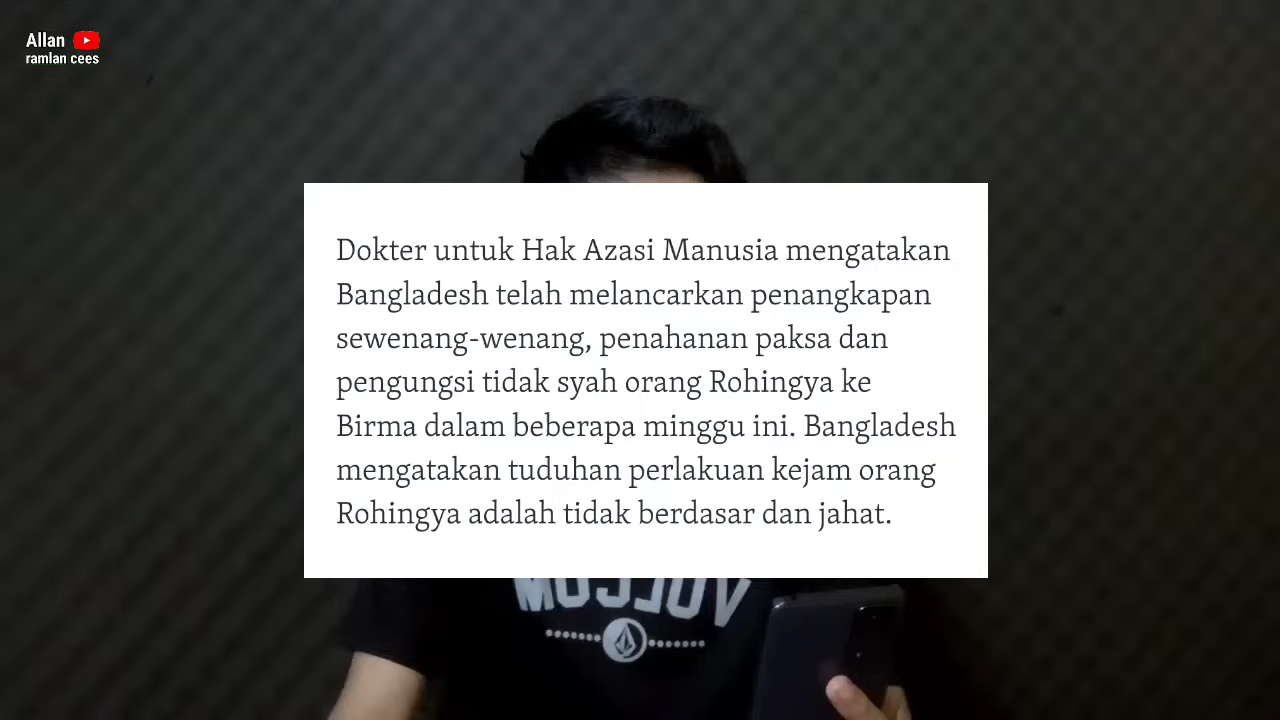 Allan
ramlan cees
Dokter untuk Hak Azasi Manusia mengatakan
Bangladesh telah melancarkan penangkapan
sewenang-wenang, penahanan paksa dan
pengungsi tidak syah orang Rohingya ke
Birma dalam beberapa minggu ini. Bangladesh
mengatakan tuduhan perlakuan kejam orang
Rohingya adalah tidak berdasar dan jahat.
VOLCOM